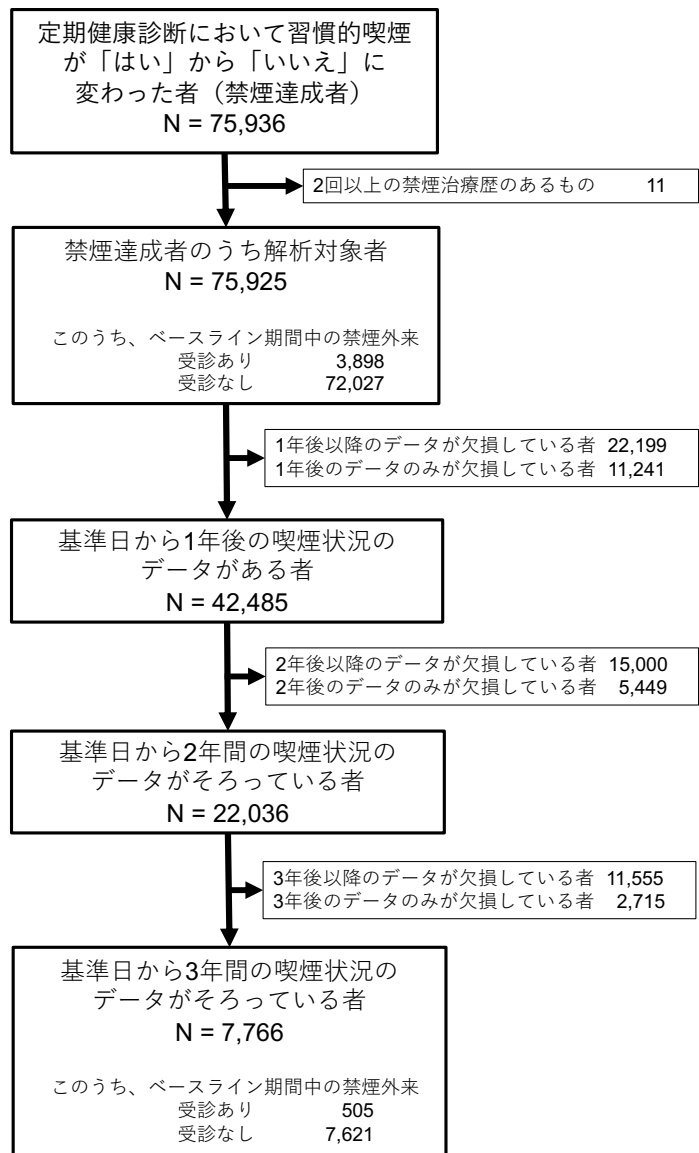 定期健康診断において習慣的喫煙
が「はい」から「いいえ」に
変わった者（禁煙達成者）
N = 75,936
2回以上の禁煙治療歴のあるもの 11
禁煙達成者のうち解析対象者
N = 75,925
このうち、ベースライン期間中の禁煙外来
受診あり 3,898
受診なし 72,027
1年後以降のデータが欠損している者 22,199
1年後のデータのみが欠損している者 11,241
基準日から1年後の喫煙状況の
データがある者
N = 42,485
2年後以降のデータが欠損している者 15,000
2年後のデータのみが欠損している者 5,449
基準日から2年間の喫煙状況の
データがそろっている者
N = 22,036
3年後以降のデータが欠損している者 11,555
3年後のデータのみが欠損している者 2,715
基準日から3年間の喫煙状況の
データがそろっている者
N = 7,766
このうち、ベースライン期間中の禁煙外来
受診あり 505
受診なし 7,621